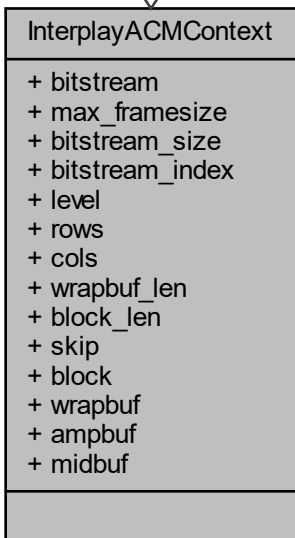 InterplayACMContext
+ bitstream
+ max_framesize
+ bitstream_size
+ bitstream_index
+ level
+ rows
+ cols
+ wrapbuf_len
+ block_len
+ skip
+ block
+ wrapbuf
+ ampbuf
+ midbuf